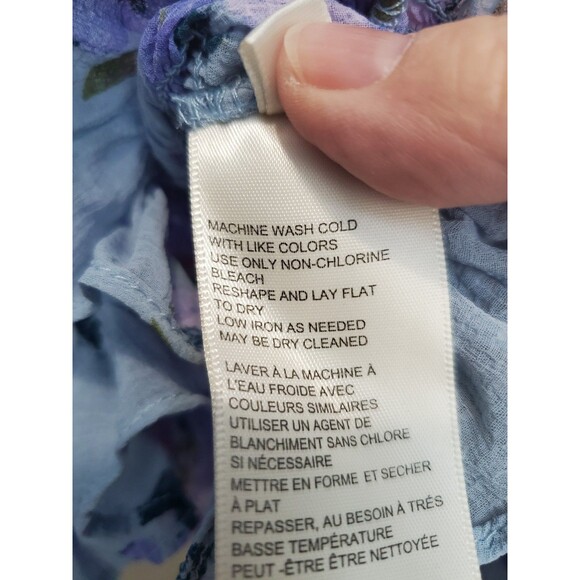 MACHINE WASH COLD
WITH LIKE COLORS
USE ONLY NON-CHLORINE
BLEACH
RESHAPE AND LAY FLAT
TO DRY
LOW IRON AS NEEDED
MAY BE DRY CLEANED
LAVER À LA MACHINE À
L'EAU FROIDE AVEC
COULEURS SIMILAIRES
UTILISER UN AGENT DE
BLANCHIMENT SANS CHLORE
SI NÉCESSAIRE
METTRE EN FORME ET SECHER
À PLAT
REPASSER, AU BESOIN À TRÈS
BASSE TEMPÉRATURE
PEUT -ÊTRE ÊTRE NETTOYÉE